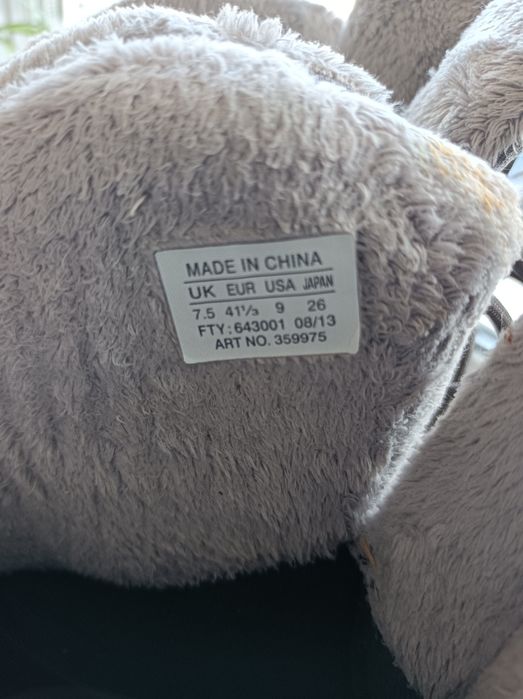 MADE IN CHINA
UK EUR USA JAPAN
7.5 41⅓ 9 26
FTY: 643001 08/13
ART NO. 359975